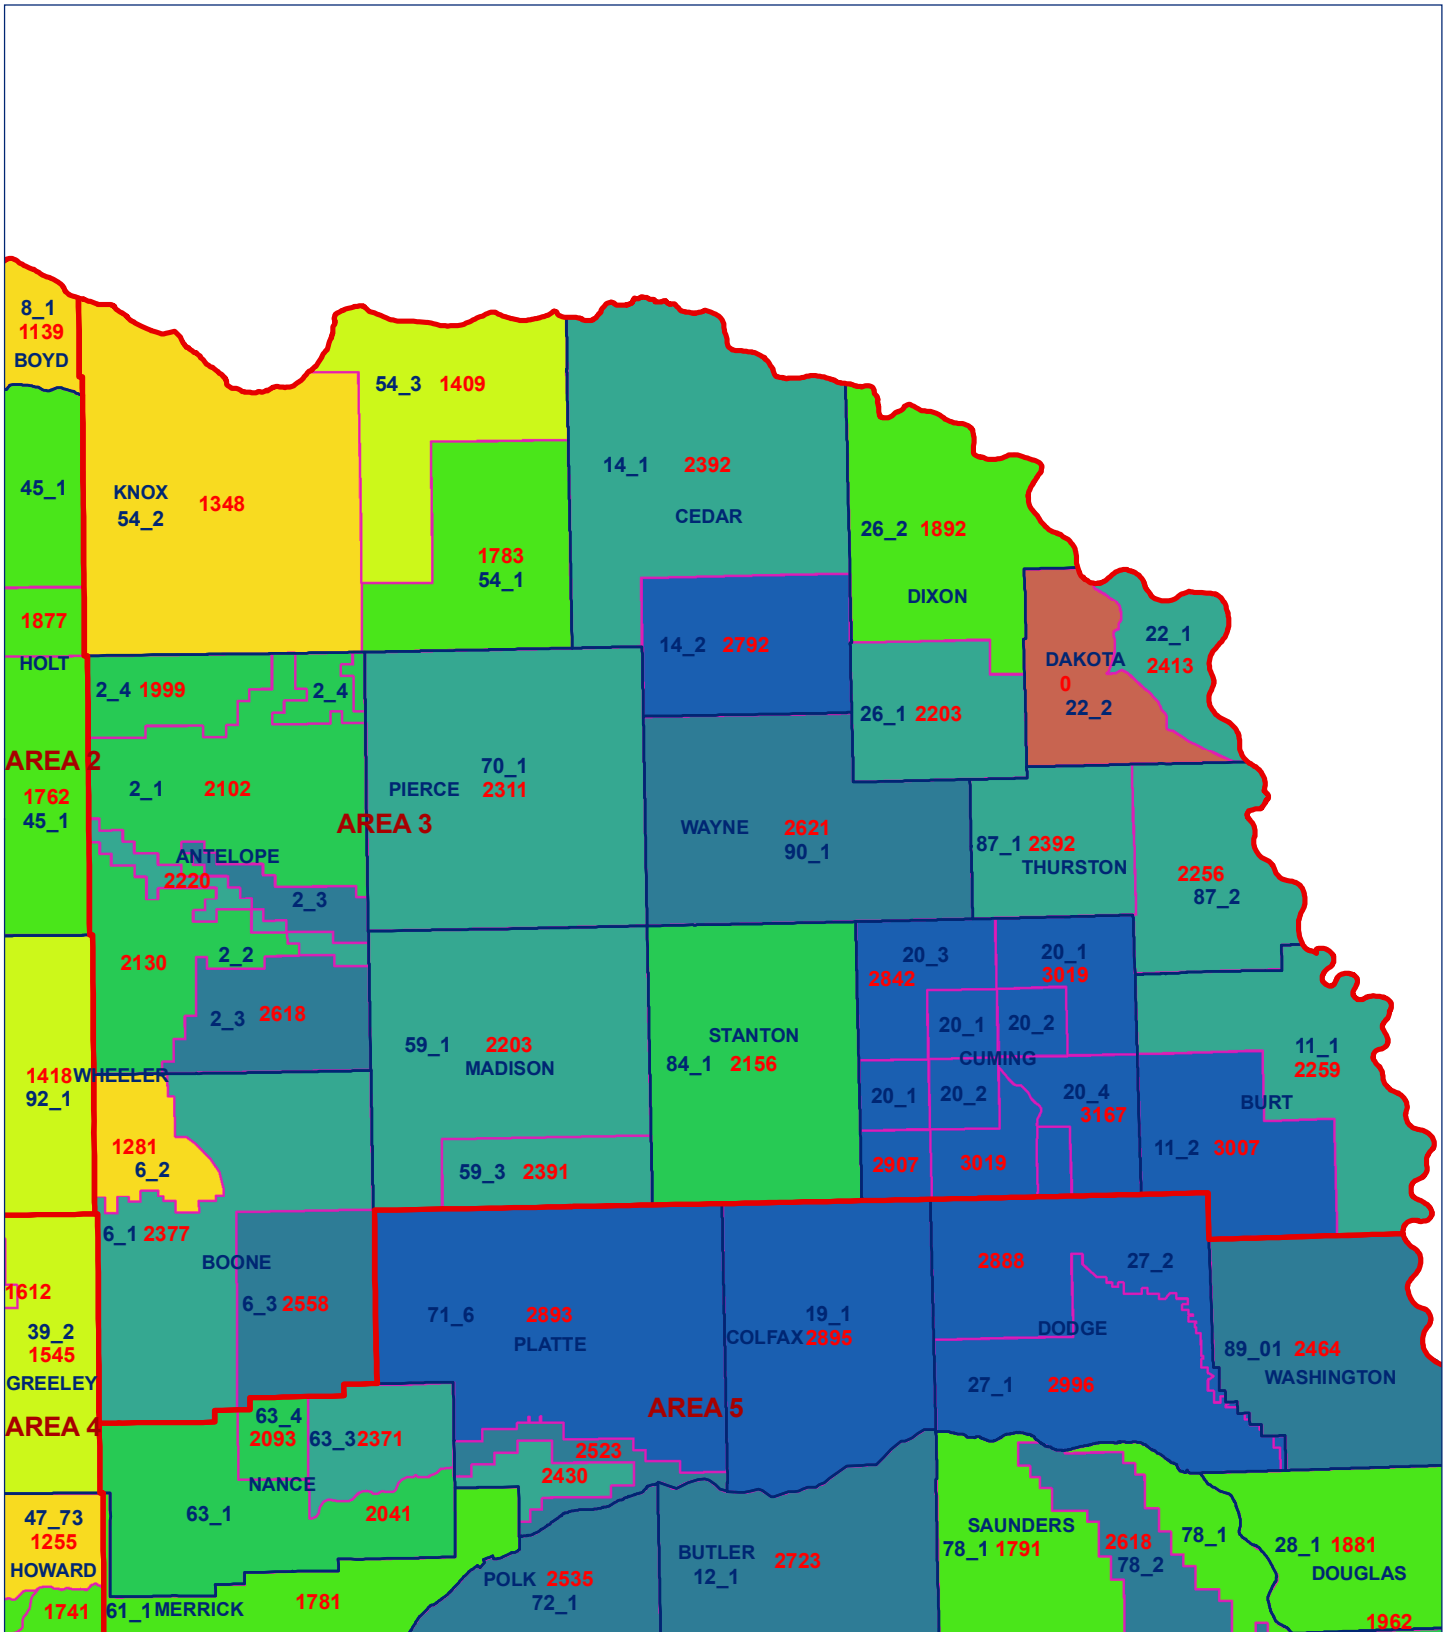 8_1
1139
BOYD
54_3 1409
45_1
KNOX
54_2
1348
14_1 2392
CEDAR
26_2 1892
1783
54_1
DIXON
1877
HOLT
14_2 2792
22_1
2413
DAKOTA
0
22_2
2_4 1999
2_4
26_1 2203
AREA 2
1762
45_1
2_1 2102
70_1
PIERCE 2311
AREA 3
WAYNE 2621
90_1
87_1 2392
THURSTON
2256
87_2
ANTELOPE
2220
2_3
2130
2_2
2_3 2618
20_3
2842
20_1
3019
20_1
20_2
CUMING
59_1 2203
MADISON
STANTON
84_1 2156
11_1
2259
BURT
1418 WHEELER
92_1
20_1
20_2
20_4
3167
1281
6_2
59_3 2391
2907
3019
11_2 3007
6_1 2377
BOONE
6_3 2558
1612
39_2
1545
GREELEY
71_6 2893
PLATTE
19_1
COLFAX 2895
2888
27_2
DODGE
27_1 2996
89_01 2464
WASHINGTON
AREA 4
AREA 5
63_4
2093
63_3 2371
NANCE
2523
2430
63_1
2041
47_73
1255
HOWARD
SAUNDERS
78_1 1791
2618
78_2
78_1
28_1 1881
DOUGLAS
BUTLER 2723
12_1
POLK 2535
72_1
1741
61_1 MERRICK
1781
1962